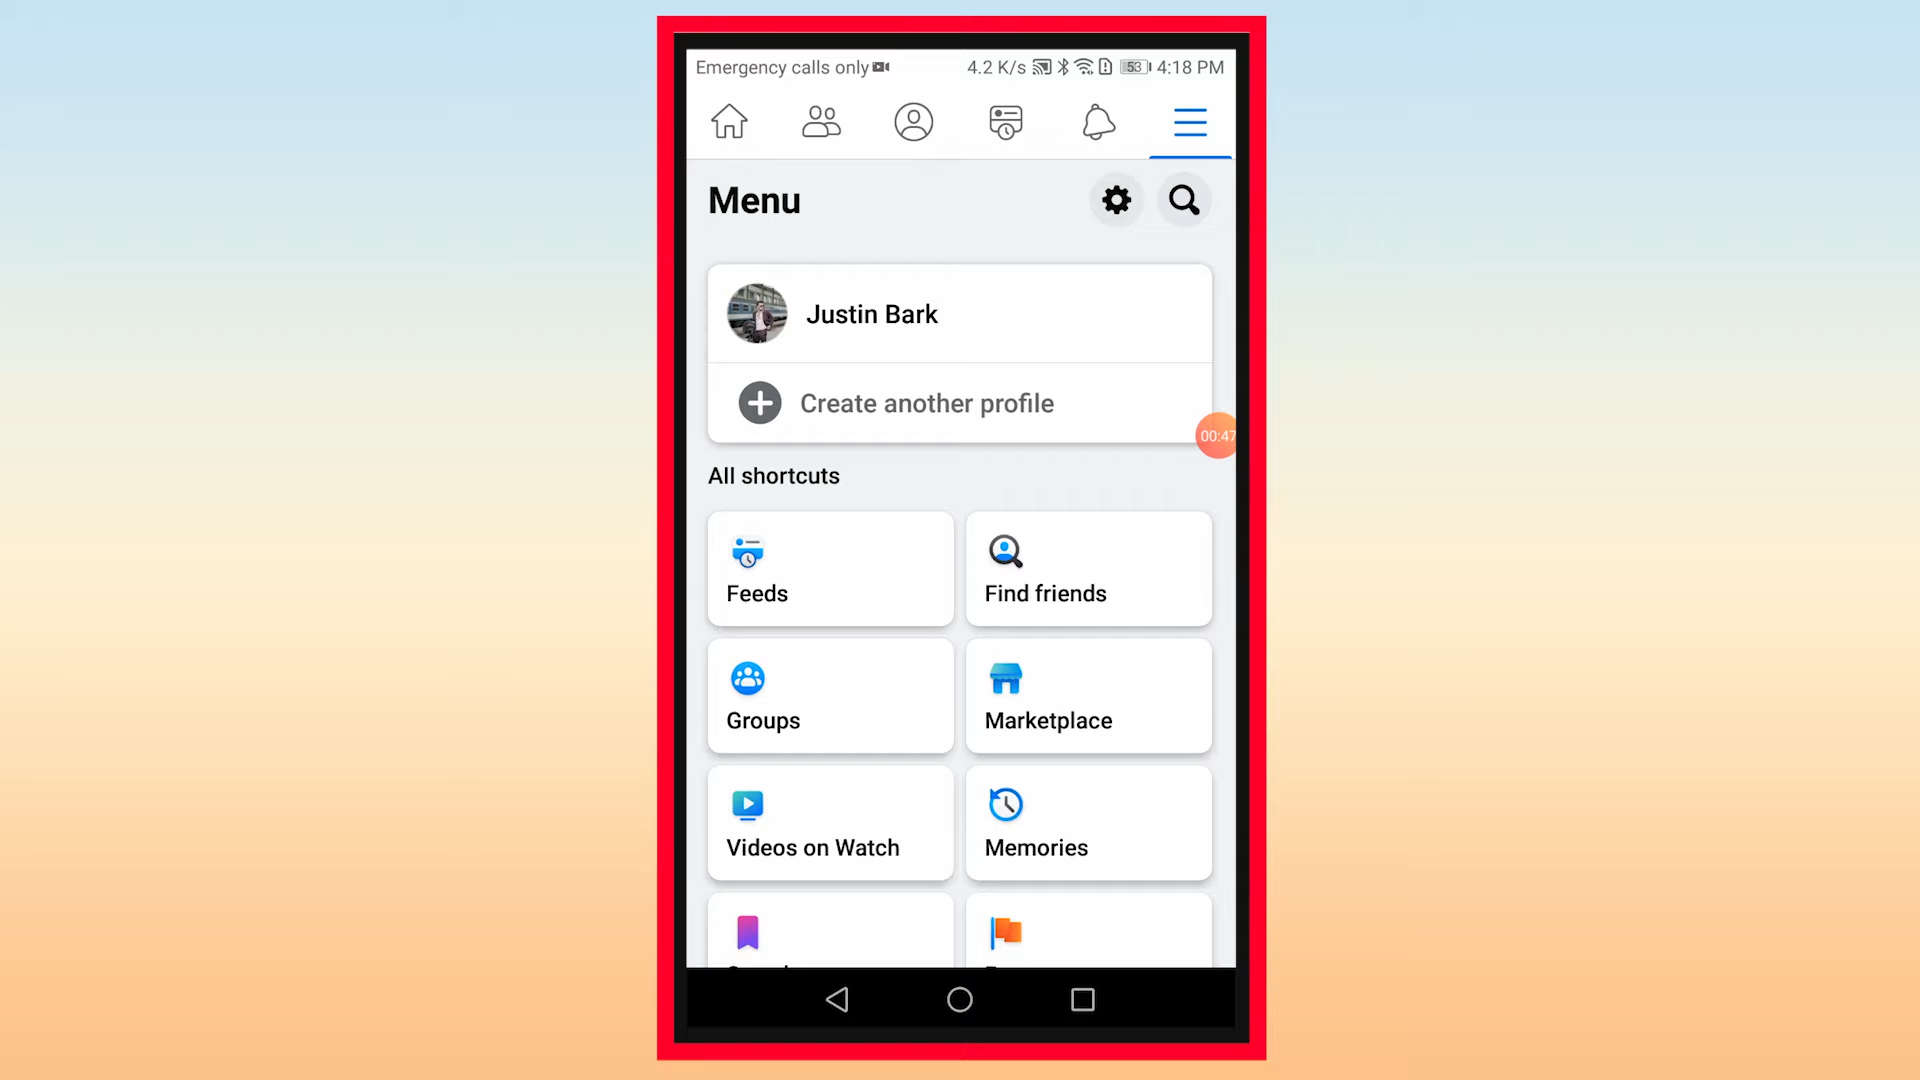 Emergency calls only 4.2 K/s 53 4:18 PM
Menu
Justin Bark
Create another profile
00:47
All shortcuts
Feeds
Find friends
Groups
Marketplace
Videos on Watch
Memories